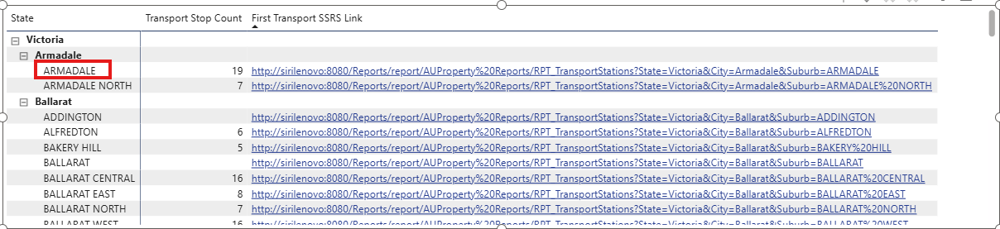 State Transport Stop Count First Transport SSRS Link
Victoria
Armadale
ARMADALE 19 http://sirilenovo:8080/Reports/report/AUProperty%20Reports/RPT_TransportStations?State=Victoria&City=Armadale&Suburb=ARMADALE
ARMADALE NORTH 7 http://sirilenovo:8080/Reports/report/AUProperty%20Reports/RPT_TransportStations?State=Victoria&City=Armadale&Suburb=ARMADALE%20NORTH
Ballarat
ADDINGTON http://sirilenovo:8080/Reports/report/AUProperty%20Reports/RPT_TransportStations?State=Victoria&City=Ballarat&Suburb=ADDINGTON
ALFREDTON 6 http://sirilenovo:8080/Reports/report/AUProperty%20Reports/RPT_TransportStations?State=Victoria&City=Ballarat&Suburb=ALFREDTON
BAKERY HILL 5 http://sirilenovo:8080/Reports/report/AUProperty%20Reports/RPT_TransportStations?State=Victoria&City=Ballarat&Suburb=BAKERY%20HILL
BALLARAT http://sirilenovo:8080/Reports/report/AUProperty%20Reports/RPT_TransportStations?State=Victoria&City=Ballarat&Suburb=BALLARAT
BALLARAT CENTRAL 16 http://sirilenovo:8080/Reports/report/AUProperty%20Reports/RPT_TransportStations?State=Victoria&City=Ballarat&Suburb=BALLARAT%20CENTRAL
BALLARAT EAST 8 http://sirilenovo:8080/Reports/report/AUProperty%20Reports/RPT_TransportStations?State=Victoria&City=Ballarat&Suburb=BALLARAT%20EAST
BALLARAT NORTH 7 http://sirilenovo:8080/Reports/report/AUProperty%20Reports/RPT_TransportStations?State=Victoria&City=Ballarat&Suburb=BALLARAT%20NORTH
BALLARAT WEST 16 http://sirilenovo:8080/Reports/report/AUProperty%20Reports/RPT_TransportStations?State=Victoria&City=Ballarat&Suburb=BALLARAT%20WEST